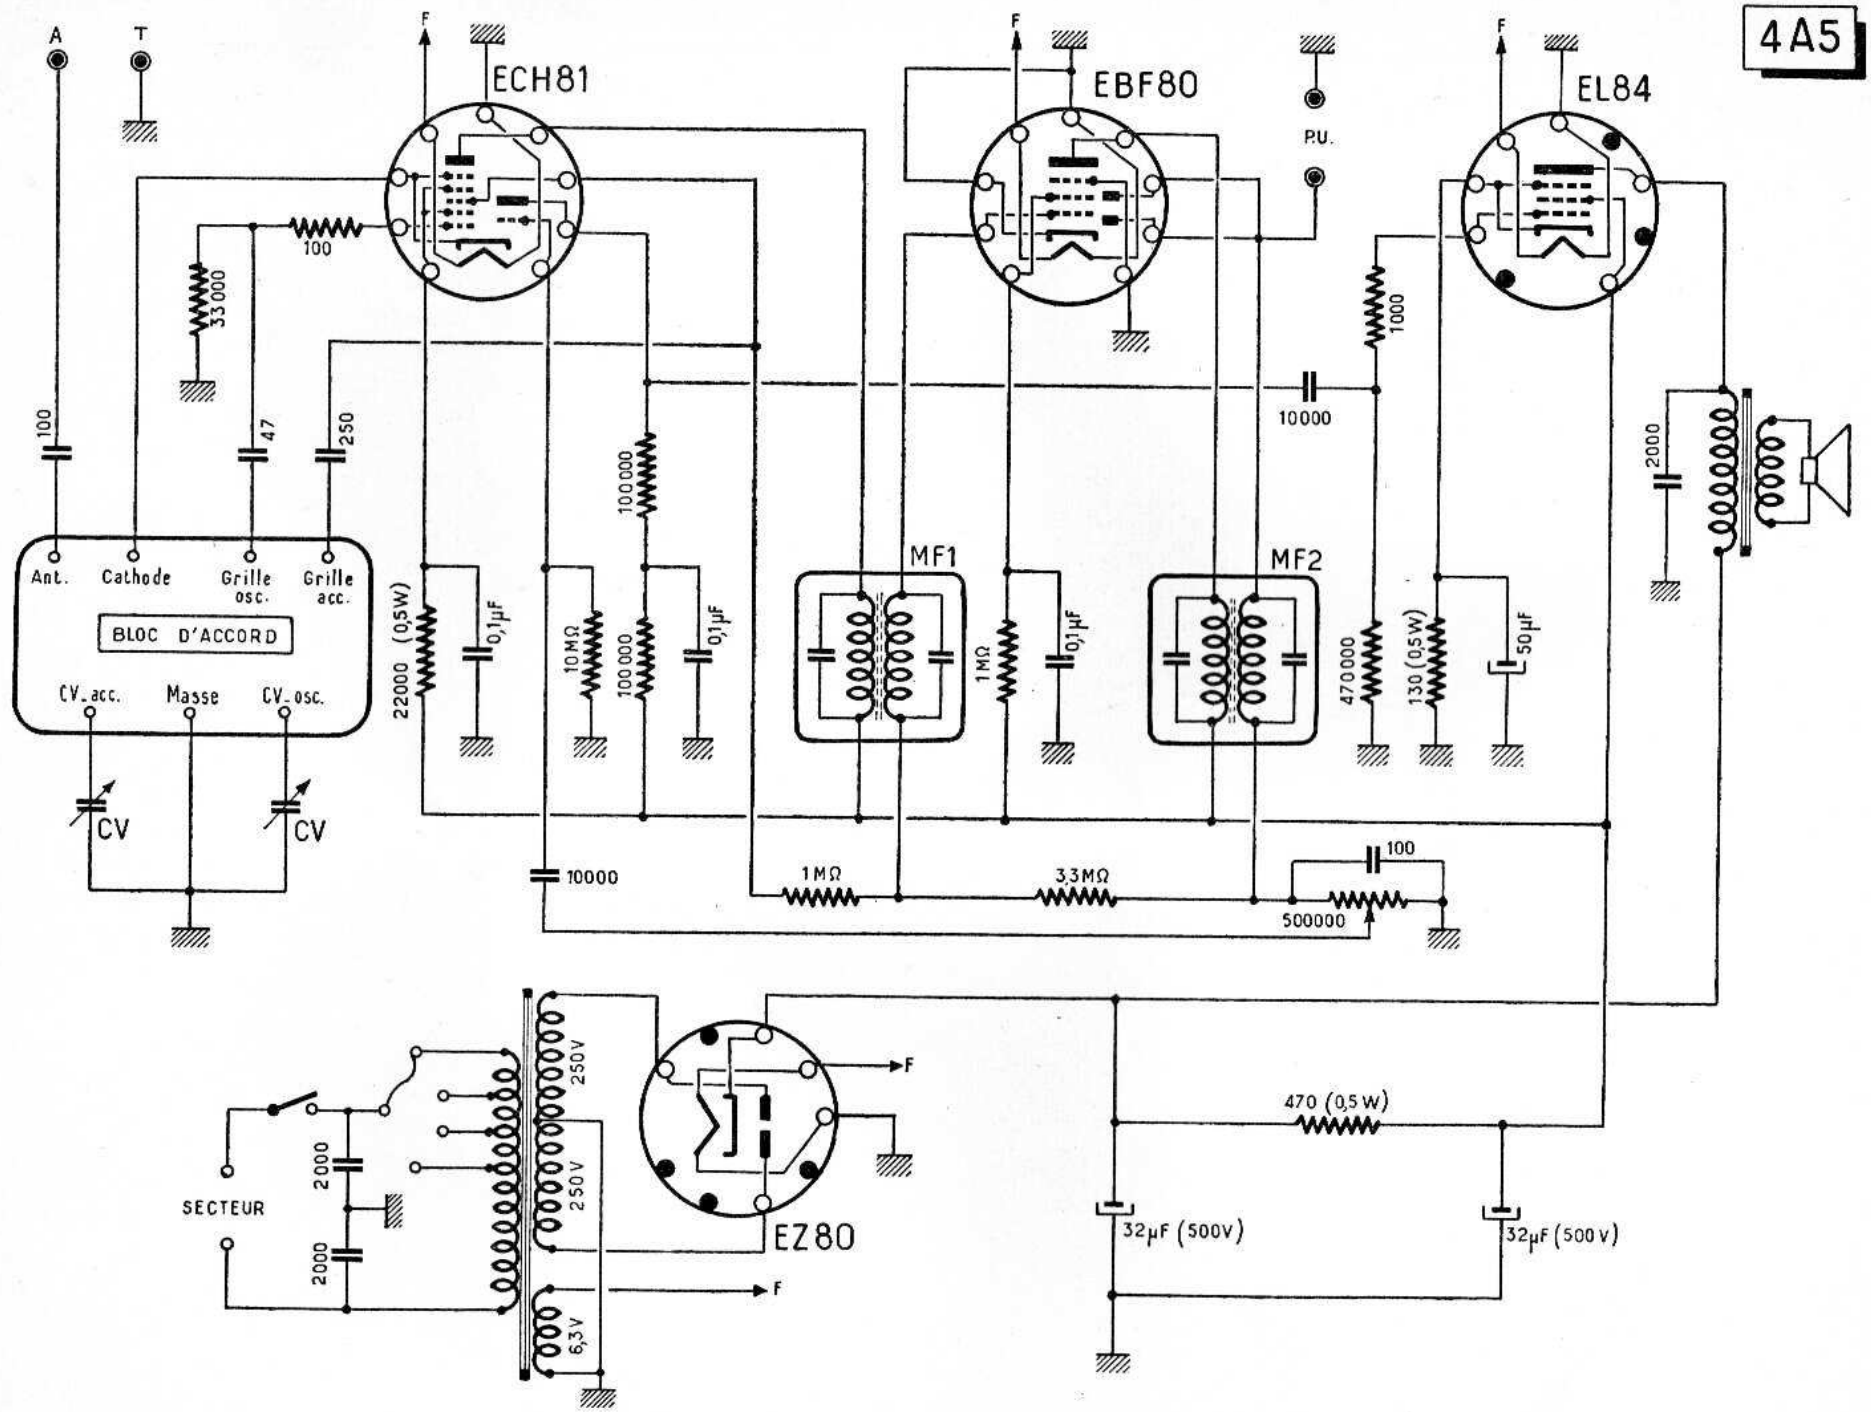 4A5
A
T
F
ECH81
F
EBF80
P.U.
F
EL84
100
33000
1000
100
47
250
10000
100000
2000
Ant.
Cathode
Grille
osc.
Grille
acc.
BLOC D'ACCORD
CV_acc.
Masse
CV_osc.
CV
CV
22000 (0,5W)
0,1µF
10MΩ
100000
0,1µF
MF1
1MΩ
0,1µF
MF2
470000
130 (0,5W)
50µF
10000
1MΩ
3,3MΩ
100
500000
250V
250V
6,3V
F
EZ80
F
SECTEUR
2000
2000
470 (0,5W)
32µF (500V)
32µF (500V)